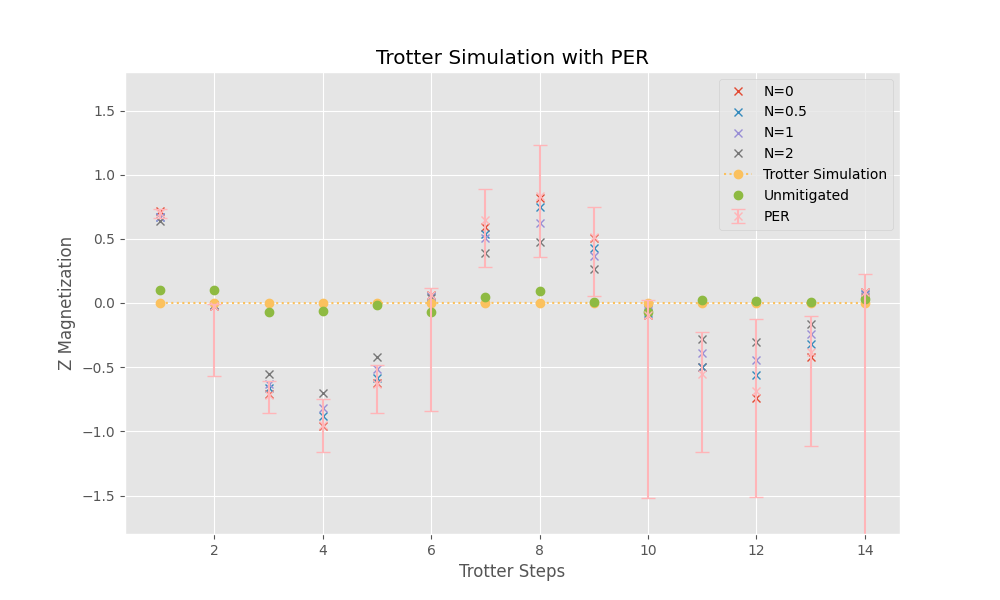 Trotter Simulation with PER
N=0
N=0.5
N=1
N=2
Trotter Simulation
Unmitigated
PER
Z Magnetization
1.5
1.0
0.5
0.0
−0.5
−1.0
−1.5
2 4 6 8 10 12 14
Trotter Steps